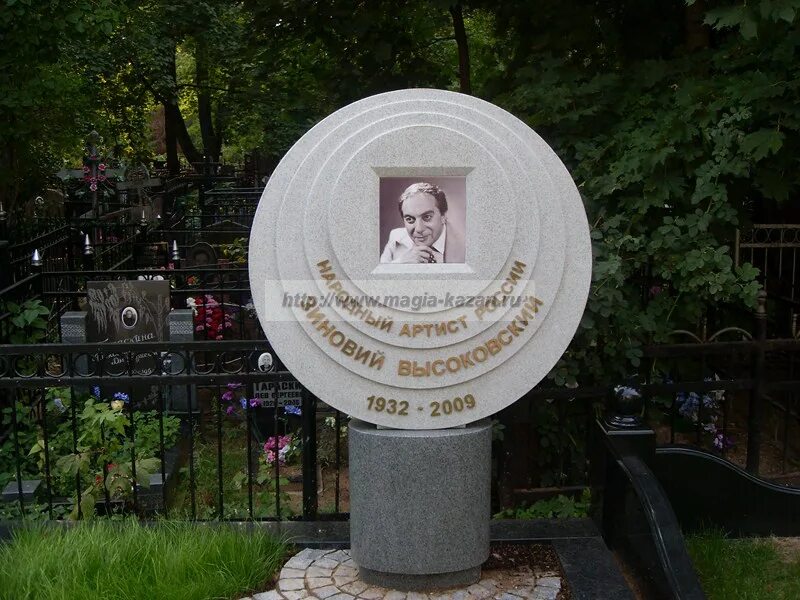 http://www.magia-kazan.ru/
НАРОДНЫЙ АРТИСТ РОССИИ
ЗИНОВИЙ ВЫСОКОВСКИЙ
1932 - 2009